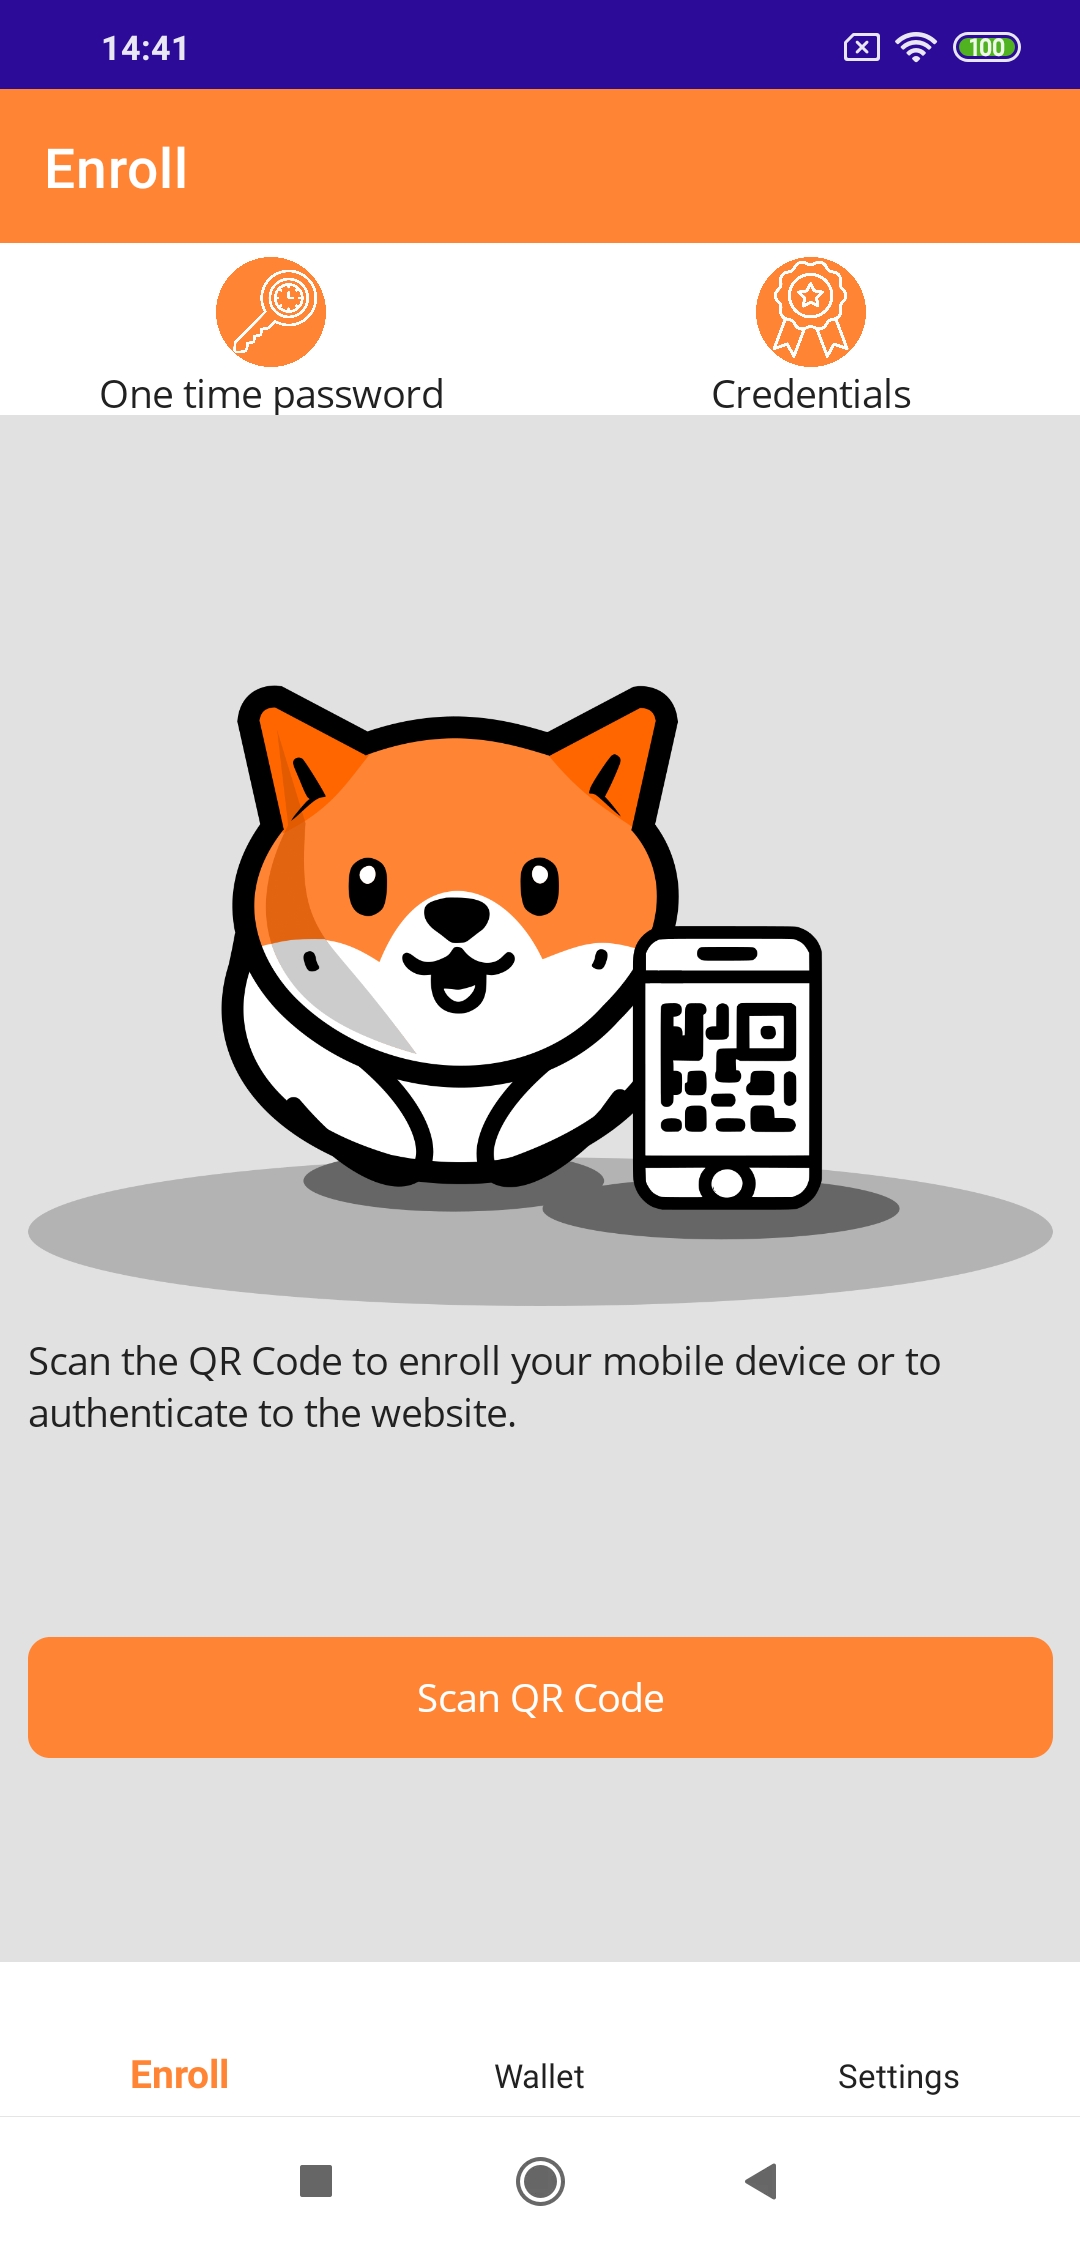 14:41
100
Enroll
One time password
Credentials
Scan the QR Code to enroll your mobile device or to
authenticate to the website.
Scan QR Code
Enroll
Wallet
Settings